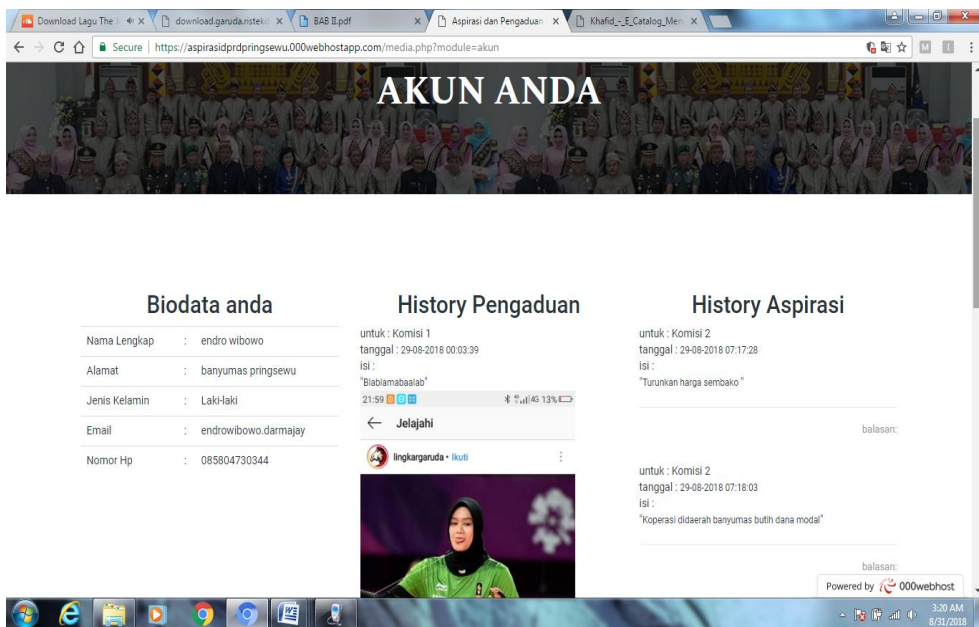 Download Lagu The
download.garuda.ristekd
BAB II.pdf
Aspirasi dan Pengaduan
Khafid_-_E_Catalog_Men
Secure
https://aspirasidprdpringsewu.000webhostapp.com/media.php?module=akun
AKUN ANDA
Biodata anda
Nama Lengkap : endro wibowo
Alamat : banyumas pringsewu
Jenis Kelamin : Laki-laki
Email : endrowibowo.darmajay
Nomor Hp : 085804730344
History Pengaduan
untuk : Komisi 1
tanggal : 29-08-2018 00:03:39
isi :
"Blablamabaalab"
21:59 4G 13%
Jelajahi
lingkargaruda • Ikuti
History Aspirasi
untuk : Komisi 2
tanggal : 29-08-2018 07:17:28
isi :
"Turunkan harga sembako "
balasan:
untuk : Komisi 2
tanggal : 29-08-2018 07:18:03
isi :
"Koperasi didaerah banyumas butih dana modal"
balasan:
Powered by 000webhost
3:20 AM
8/31/2018